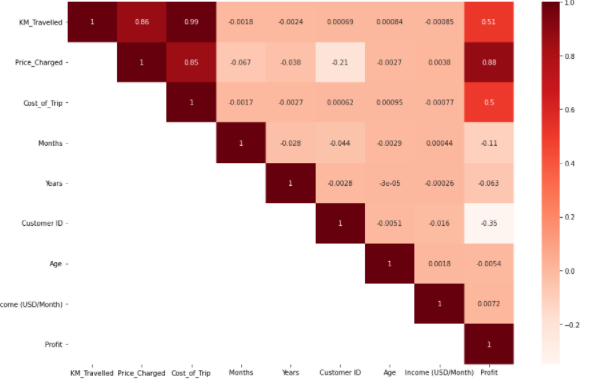 KM_Travelled 1 0.86 0.99 -0.0018 -0.0024 0.00069 0.00084 -0.00085 0.51
Price_Charged 1 0.85 -0.067 -0.038 -0.21 -0.0027 0.0038 0.88
Cost_of_Trip 1 -0.0017 -0.0027 0.00062 0.00095 -0.00077 0.5
Months 1 -0.028 -0.044 -0.0029 0.00044 -0.11
Years 1 -0.0028 -3e-05 -0.00026 -0.063
Customer ID 1 -0.0051 -0.016 -0.35
Age 1 0.0018 -0.0054
come (USD/Month) 1 0.0072
Profit 1
KM_Travelled Price_Charged Cost_of_Trip Months Years Customer ID Age Income (USD/Month) Profit
1.0
0.8
0.6
0.4
0.2
0.0
-0.2